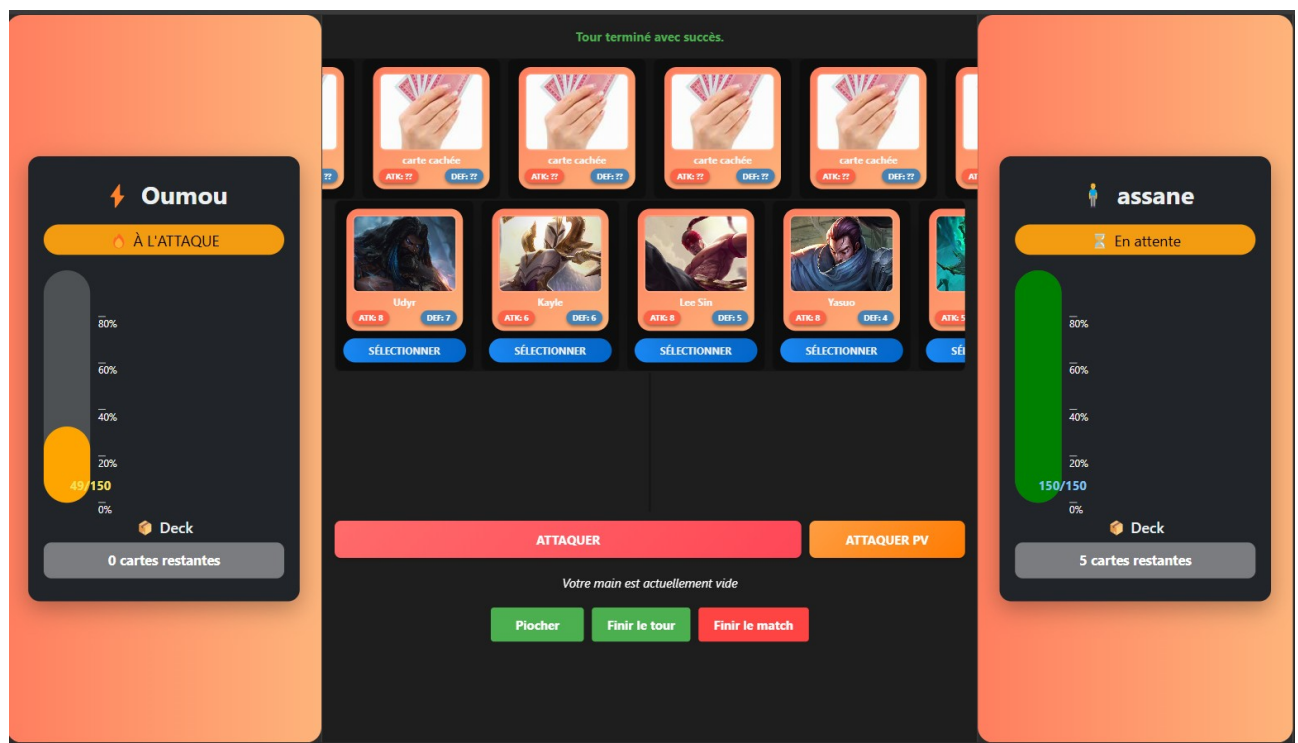 Tour terminé avec succès.
Oumou
À L'ATTAQUE
80%
60%
40%
20%
49/150
0%
Deck
0 cartes restantes
??
carte cachée
ATK: ?? DEF: ??
carte cachée
ATK: ?? DEF: ??
carte cachée
ATK: ?? DEF: ??
carte cachée
ATK: ?? DEF: ??
Udyr
ATK: 8 DEF: 7
SÉLECTIONNER
Kayle
ATK: 6 DEF: 6
SÉLECTIONNER
Lee Sin
ATK: 8 DEF: 5
SÉLECTIONNER
Yasuo
ATK: 8 DEF: 4
SÉLECTIONNER
ATK: 5
ATTAQUER
ATTAQUER PV
Votre main est actuellement vide
Piocher
Finir le tour
Finir le match
assane
En attente
80%
60%
40%
20%
150/150
0%
Deck
5 cartes restantes